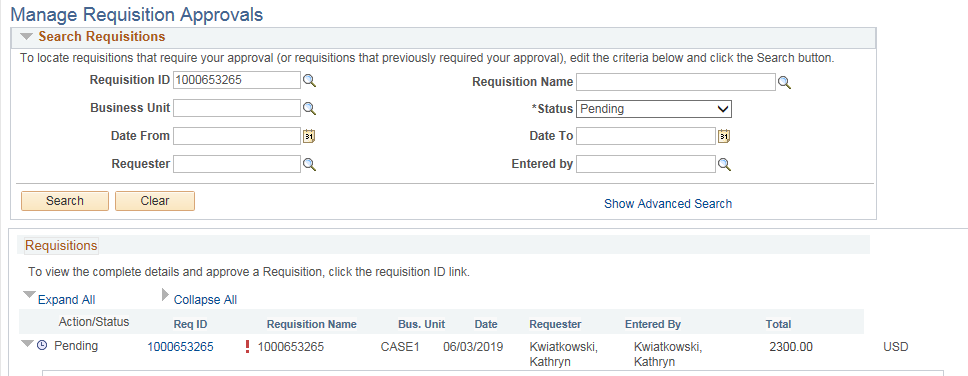 Manage Requisition Approvals
Search Requisitions
To locate requisitions that require your approval (or requisitions that previously required your approval), edit the criteria below and click the Search button.
Requisition ID 1000653265 Requisition Name
Business Unit *Status Pending
Date From 31 Date To 31
Requester Entered by
Search Clear Show Advanced Search
Requisitions
To view the complete details and approve a Requisition, click the requisition ID link.
Expand All Collapse All
Action/Status Req ID Requisition Name Bus. Unit Date Requester Entered By Total
Pending 1000653265 ! 1000653265 CASE1 06/03/2019 Kwiatkowski, Kwiatkowski, 2300.00 USD
Kathryn Kathryn